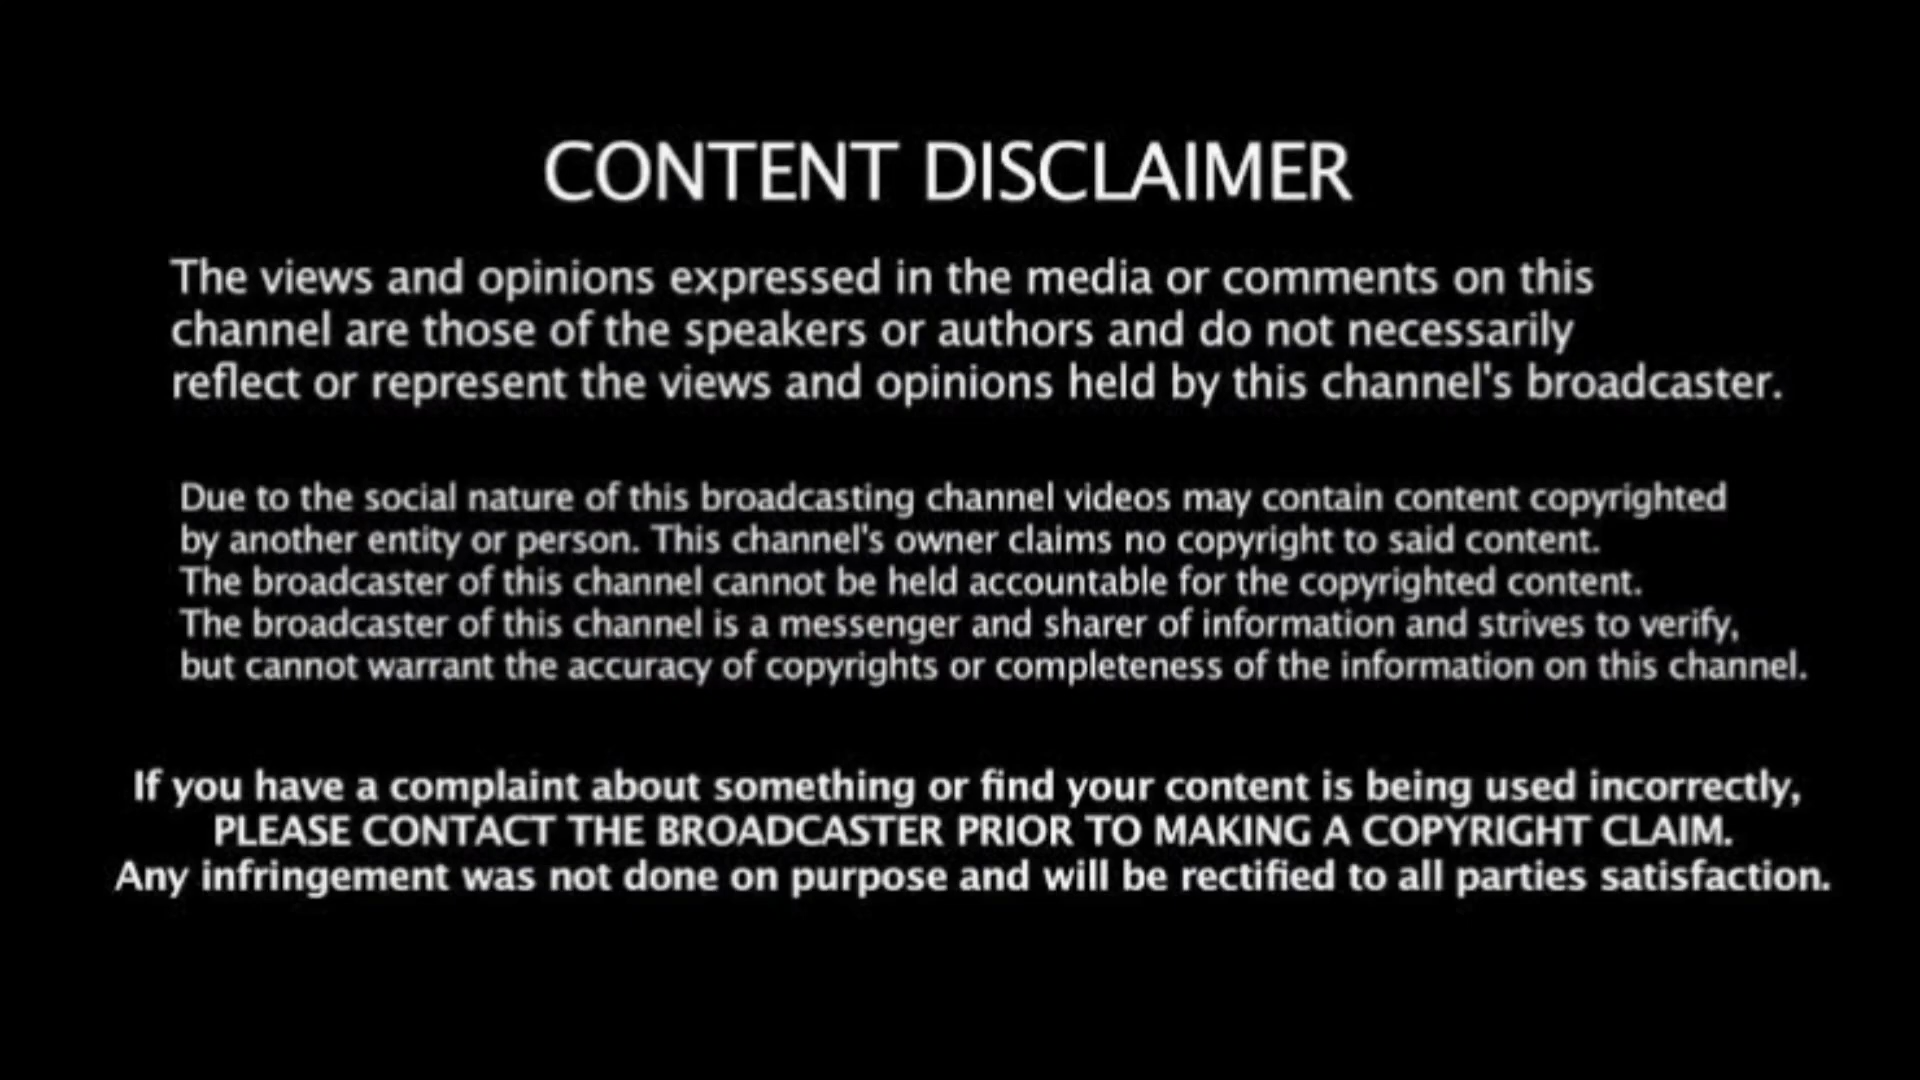 CONTENT DISCLAIMER
The views and opinions expressed in the media or comments on this
channel are those of the speakers or authors and do not necessarily
reflect or represent the views and opinions held by this channel's broadcaster.
Due to the social nature of this broadcasting channel videos may contain content copyrighted
by another entity or person. This channel's owner claims no copyright to said content.
The broadcaster of this channel cannot be held accountable for the copyrighted content.
The broadcaster of this channel is a messenger and sharer of information and strives to verify,
but cannot warrant the accuracy of copyrights or completeness of the information on this channel.
If you have a complaint about something or find your content is being used incorrectly,
PLEASE CONTACT THE BROADCASTER PRIOR TO MAKING A COPYRIGHT CLAIM.
Any infringement was not done on purpose and will be rectified to all parties satisfaction.